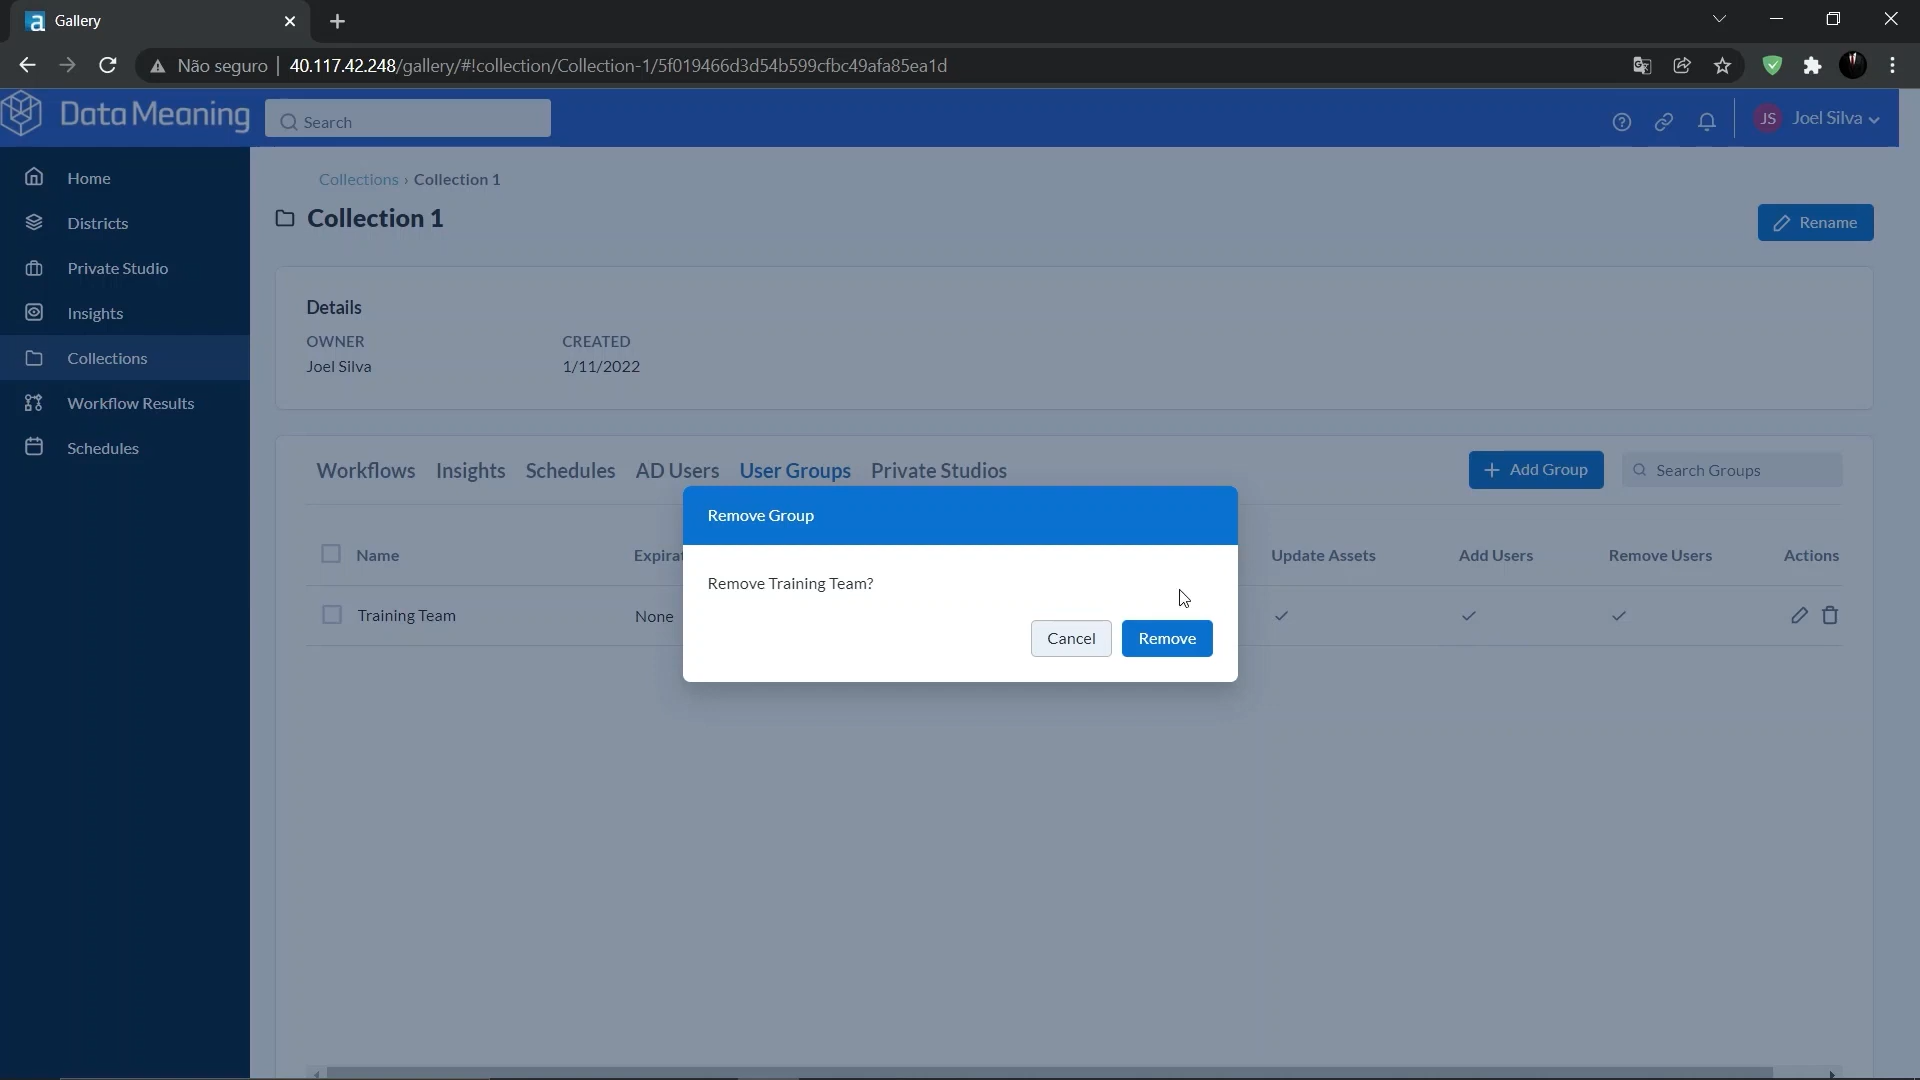 Gallery
Não seguro 40.117.42.248/gallery/#!collection/Collection-1/5f019466d3d54b599cfbc49afa85ea1d
Data Meaning
Search
JS Joel Silva
Home
Districts
Private Studio
Insights
Collections
Workflow Results
Schedules
Collections › Collection 1
Collection 1
Rename
Details
OWNER CREATED
Joel Silva 1/11/2022
Workflows Insights Schedules AD Users User Groups Private Studios
Add Group
Search Groups
Remove Group
Name Expirat Update Assets Add Users Remove Users Actions
Remove Training Team?
Training Team None
Cancel Remove